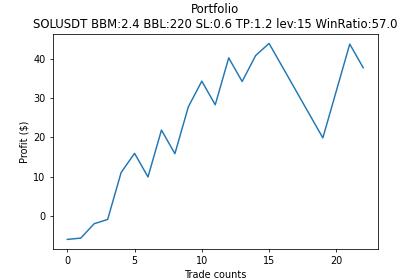 Portfolio
SOLUSDT BBM:2.4 BBL:220 SL:0.6 TP:1.2 lev:15 WinRatio:57.0
40
30
20
10
0
Profit ($)
0 5 10 15 20
Trade counts